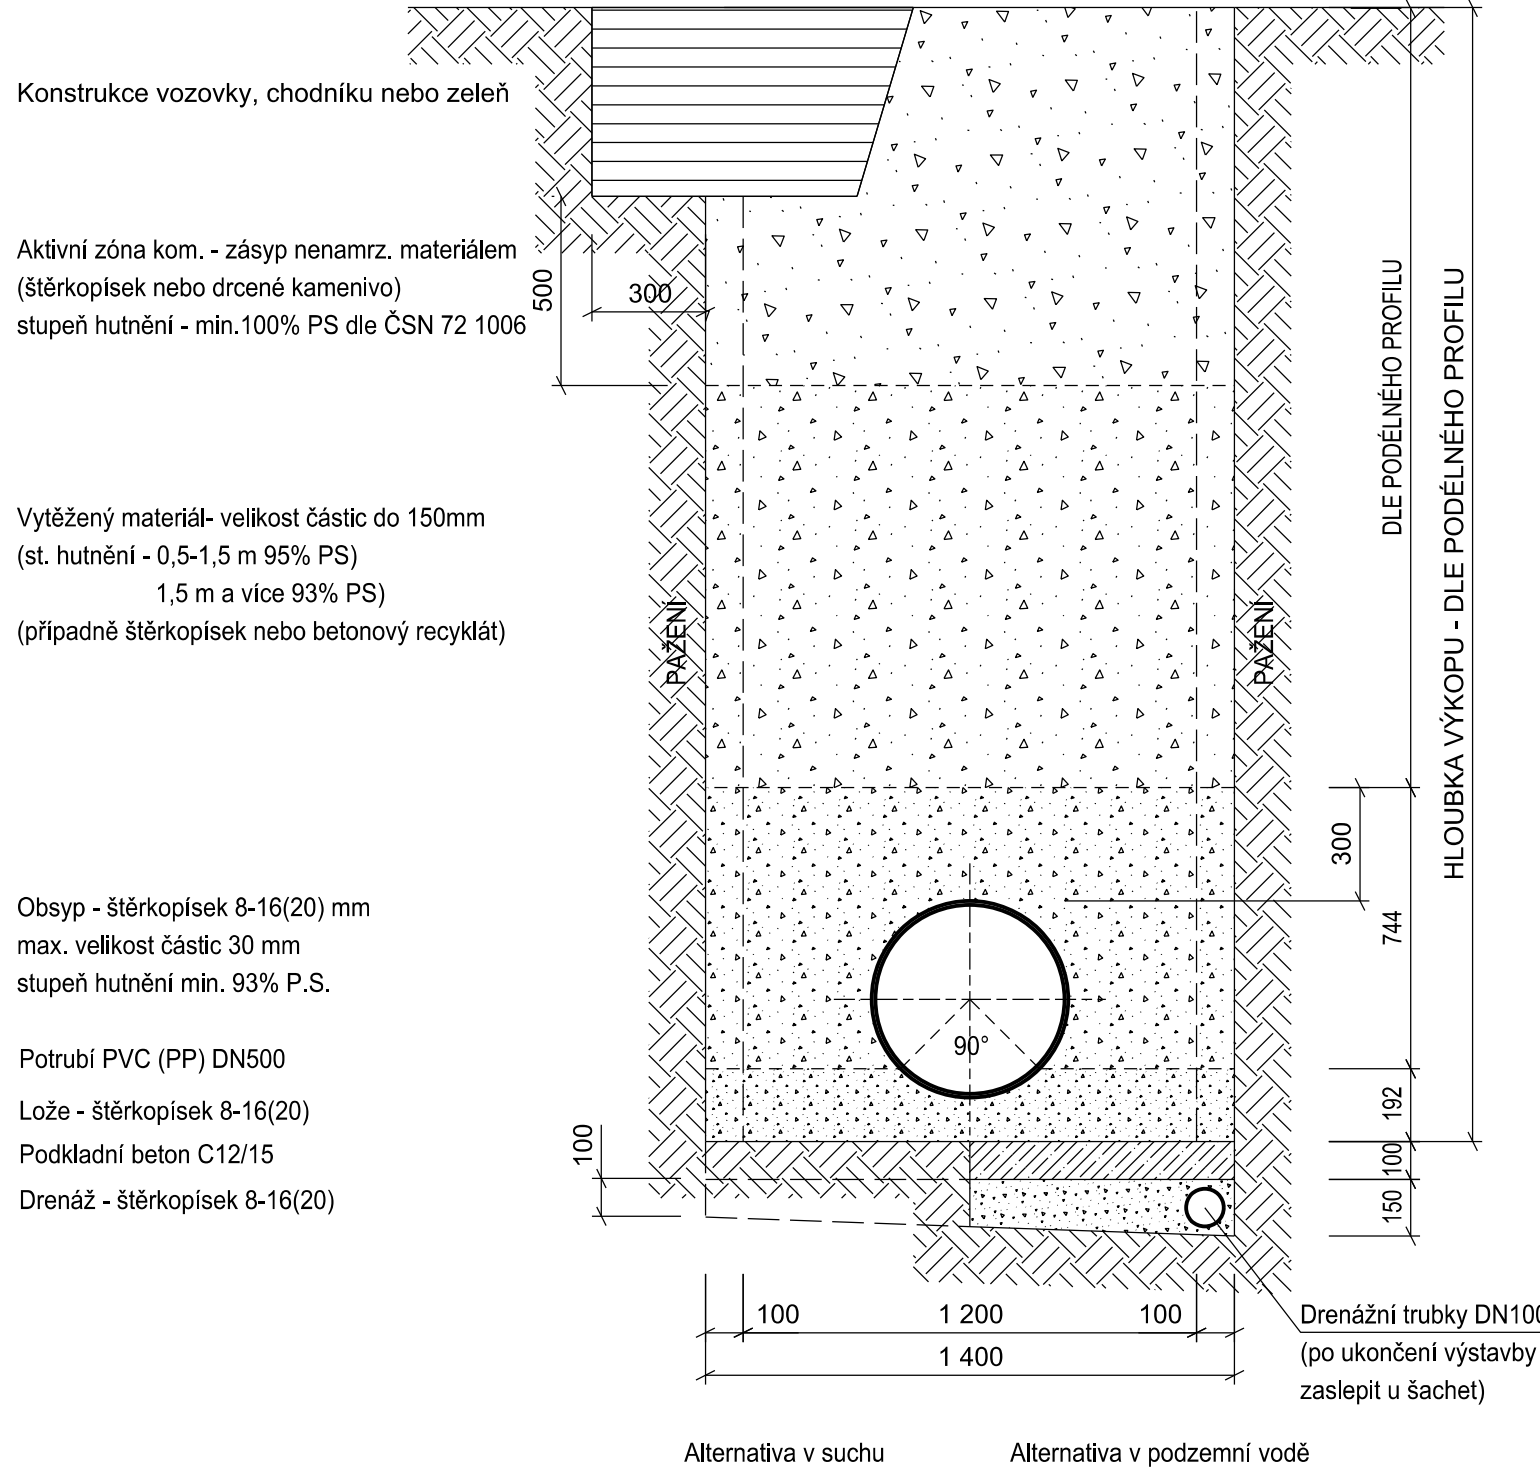 Konstrukce vozovky, chodníku nebo zeleň
Aktivní zóna kom. - zásyp nenamrz. materiálem
(štěrkopísek nebo drcené kamenivo)
stupeň hutnění - min.100% PS dle ČSN 72 1006
500
300
Vytěžený materiál- velikost částic do 150mm
(st. hutnění - 0,5-1,5 m 95% PS)
1,5 m a více 93% PS)
(případně štěrkopísek nebo betonový recyklát)
PAŽENÍ
PAŽENÍ
DLE PODÉLNÉHO PROFILU
HLOUBKA VÝKOPU - DLE PODÉLNÉHO PROFILU
Obsyp - štěrkopísek 8-16(20) mm
max. velikost částic 30 mm
stupeň hutnění min. 93% P.S.
300
744
Potrubí PVC (PP) DN500
90°
Lože - štěrkopísek 8-16(20)
192
Podkladní beton C12/15
100
100
Drenáž - štěrkopísek 8-16(20)
150
100
1 200
100
1 400
Drenážní trubky DN100
(po ukončení výstavby
zaslepit u šachet)
Alternativa v suchu
Alternativa v podzemní vodě